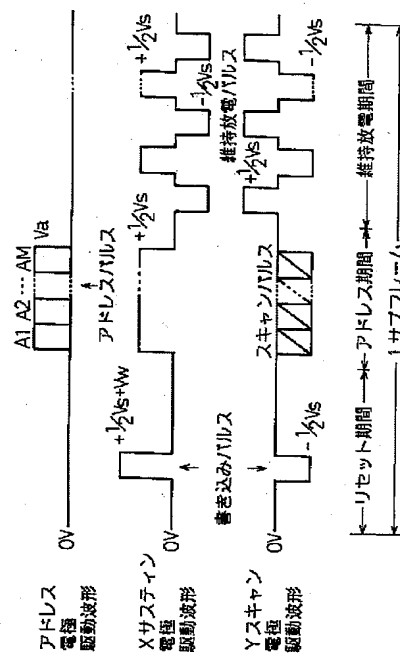 アドレス
電極
駆動波形
0V
A1 A2 ···· AM
Va
アドレスパルス
Xサスティン
電極
駆動波形
0V
+½Vs+Vw
+½Vs
+½Vs
-½Vs
書き込みパルス
維持放電パルス
Yスキャン
電極
駆動波形
0V
-½Vs
スキャンパルス
+½Vs
-½Vs
リセット期間
アドレス期間
維持放電期間
1サブフレーム